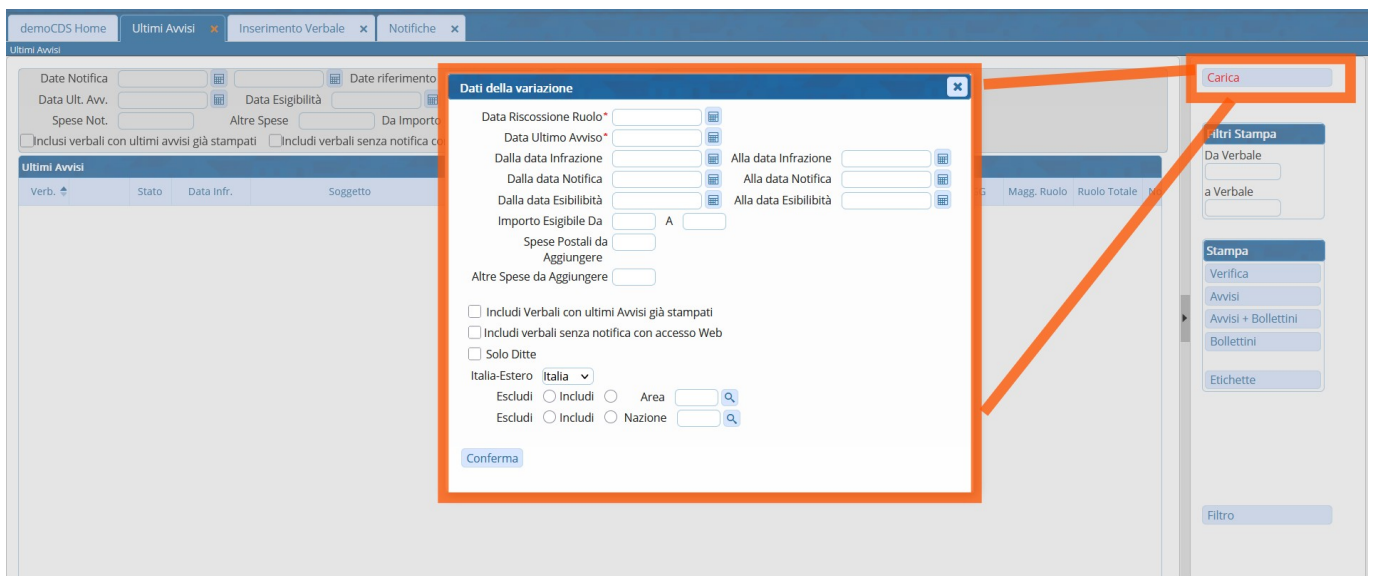 demoCDS Home Ultimi Avvisi × Inserimento Verbale × Notifiche ×
Ultimi Avvisi
Date Notifica Date riferimento
Data Ult. Avv. Data Esigibilità
Spese Not. Altre Spese Da Importo
Inclusi verbali con ultimi avvisi già stampati Includi verbali senza notifica co
Ultimi Avvisi
Verb. Stato Data Infr. Soggetto G Magg. Ruolo Ruolo Totale
Dati della variazione ×
Data Riscossione Ruolo*
Data Ultimo Avviso*
Dalla data Infrazione Alla data Infrazione
Dalla data Notifica Alla data Notifica
Dalla data Esibilibità Alla data Esibilibità
Importo Esigibile Da A
Spese Postali da
Aggiungere
Altre Spese da Aggiungere
Includi Verbali con ultimi Avvisi già stampati
Includi verbali senza notifica con accesso Web
Solo Ditte
Italia-Estero Italia
Escludi Includi Area
Escludi Includi Nazione
Conferma
Carica
Filtri Stampa
Da Verbale
a Verbale
Stampa
Verifica
Avvisi
Avvisi + Bollettini
Bollettini
Etichette
Filtro